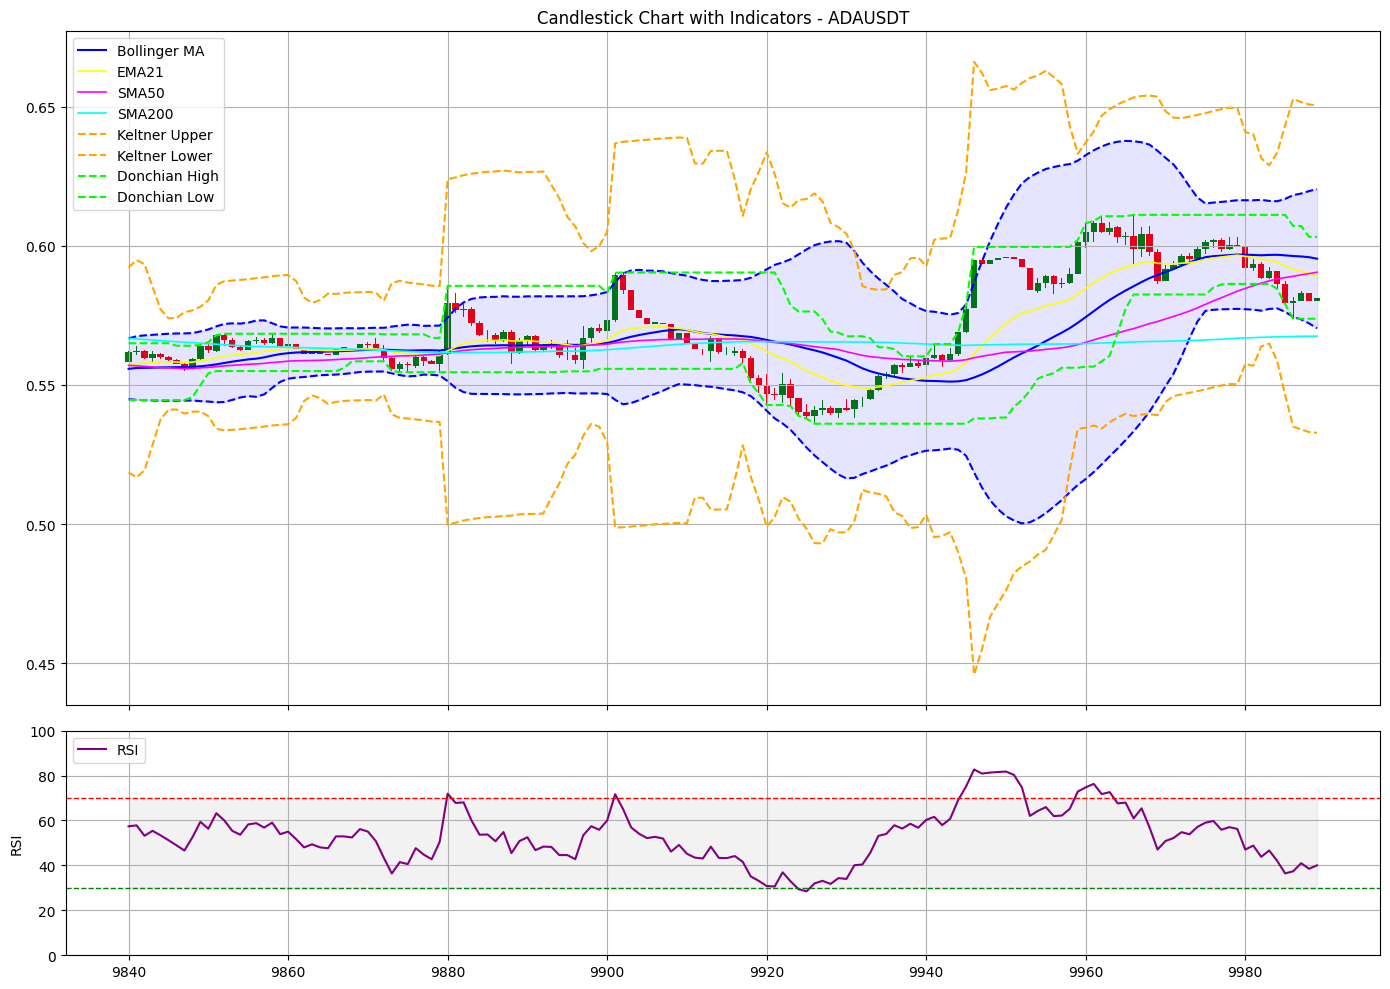 Candlestick Chart with Indicators - ADAUSDT
Bollinger MA
EMA21
SMA50
SMA200
Keltner Upper
Keltner Lower
Donchian High
Donchian Low
0.65
0.60
0.55
0.50
0.45
RSI
100
80
60
40
20
0
RSI
9840 9860 9880 9900 9920 9940 9960 9980